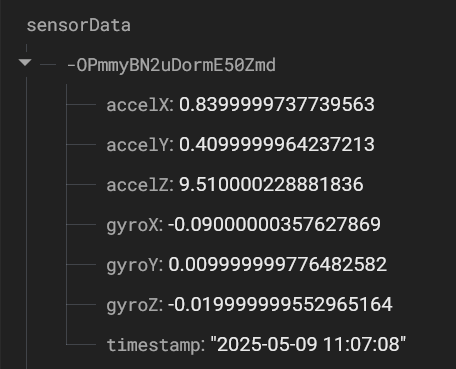 sensorData
-OPmmyBN2uDormE50Zmd
accelX: 0.8399999737739563
accelY: 0.4099999964237213
accelZ: 9.510000228881836
gyroX: -0.09000000357627869
gyroY: 0.009999999776482582
gyroZ: -0.019999999552965164
timestamp: "2025-05-09 11:07:08"